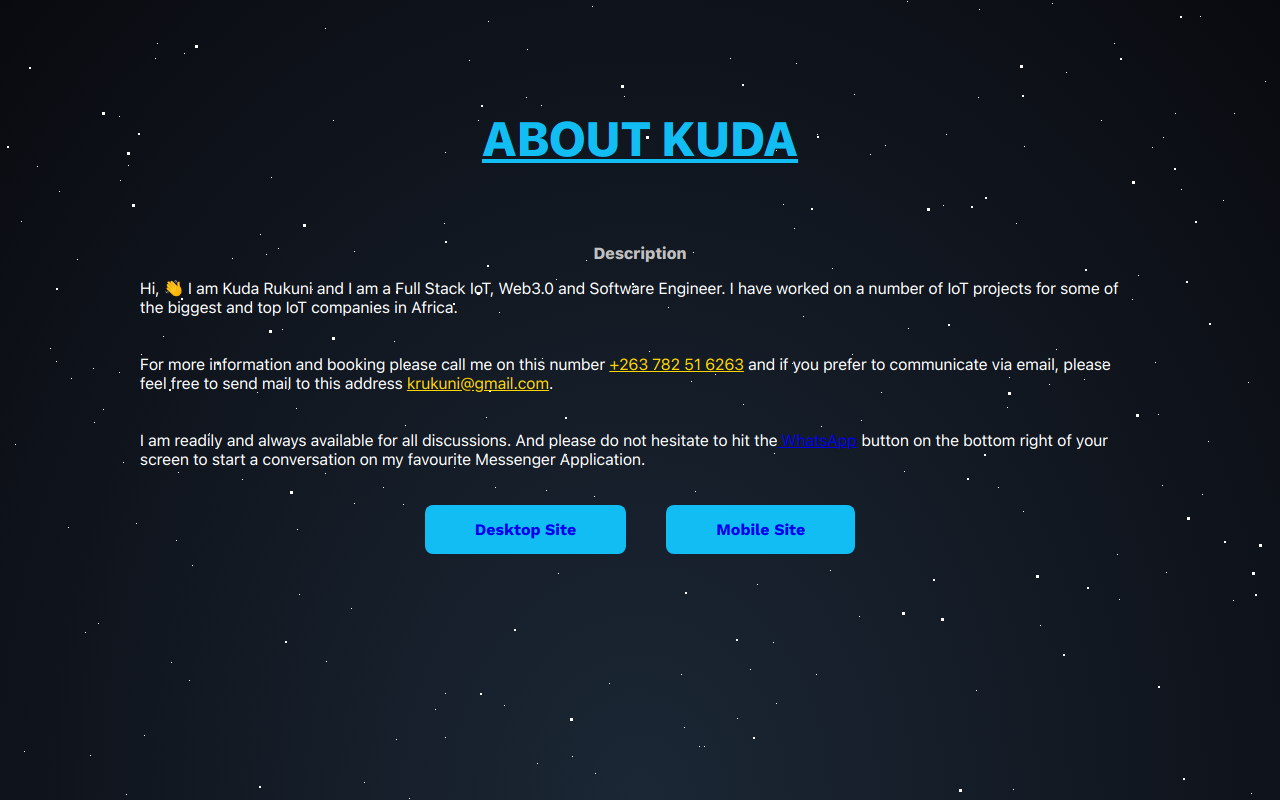 ABOUT KUDA
Description
Hi, 👋 I am Kuda Rukuni and I am a Full Stack IoT, Web3.0 and Software Engineer. I have worked on a number of IoT projects for some of
the biggest and top IoT companies in Africa.
For more information and booking please call me on this number +263 782 51 6263 and if you prefer to communicate via email, please
feel free to send mail to this address krukuni@gmail.com.
I am readily and always available for all discussions. And please do not hesitate to hit the WhatsApp button on the bottom right of your
screen to start a conversation on my favourite Messenger Application.
Desktop Site
Mobile Site